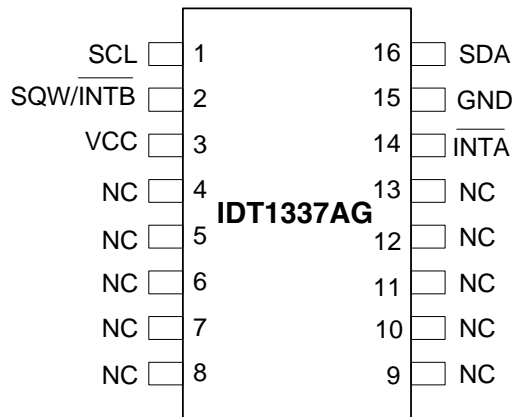 SCL 1 16 SDA
SQW/INTB 2 15 GND
VCC 3 14 INTA
NC 4 13 NC
IDT1337AG
NC 5 12 NC
NC 6 11 NC
NC 7 10 NC
NC 8 9 NC